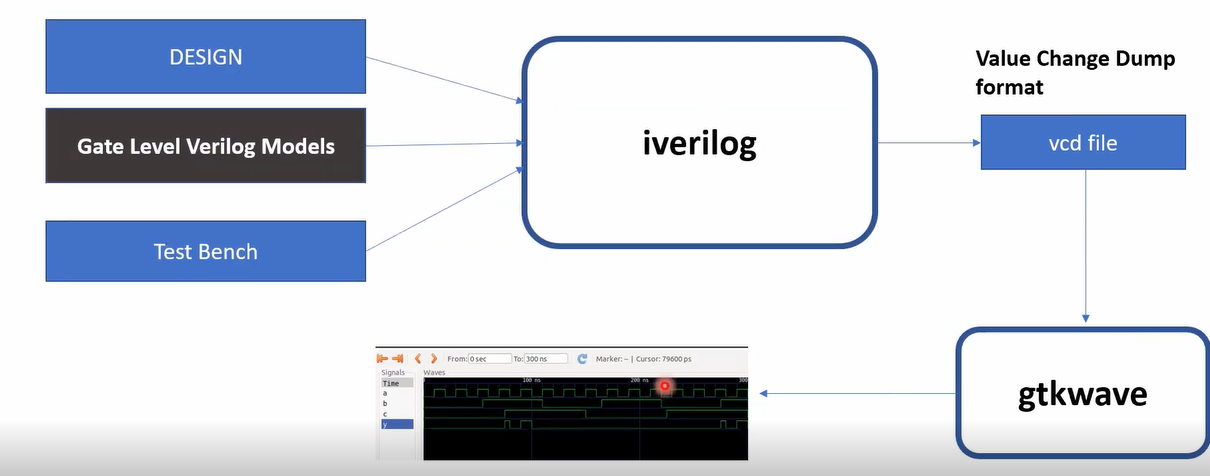 DESIGN
Gate Level Verilog Models
Test Bench
iverilog
Value Change Dump
format
vcd file
gtkwave
From: 0 sec To: 300 ns Marker: -- | Cursor: 79600 ps
Signals Waves
Time
100 ns 200 ns 300
a
b
c
y